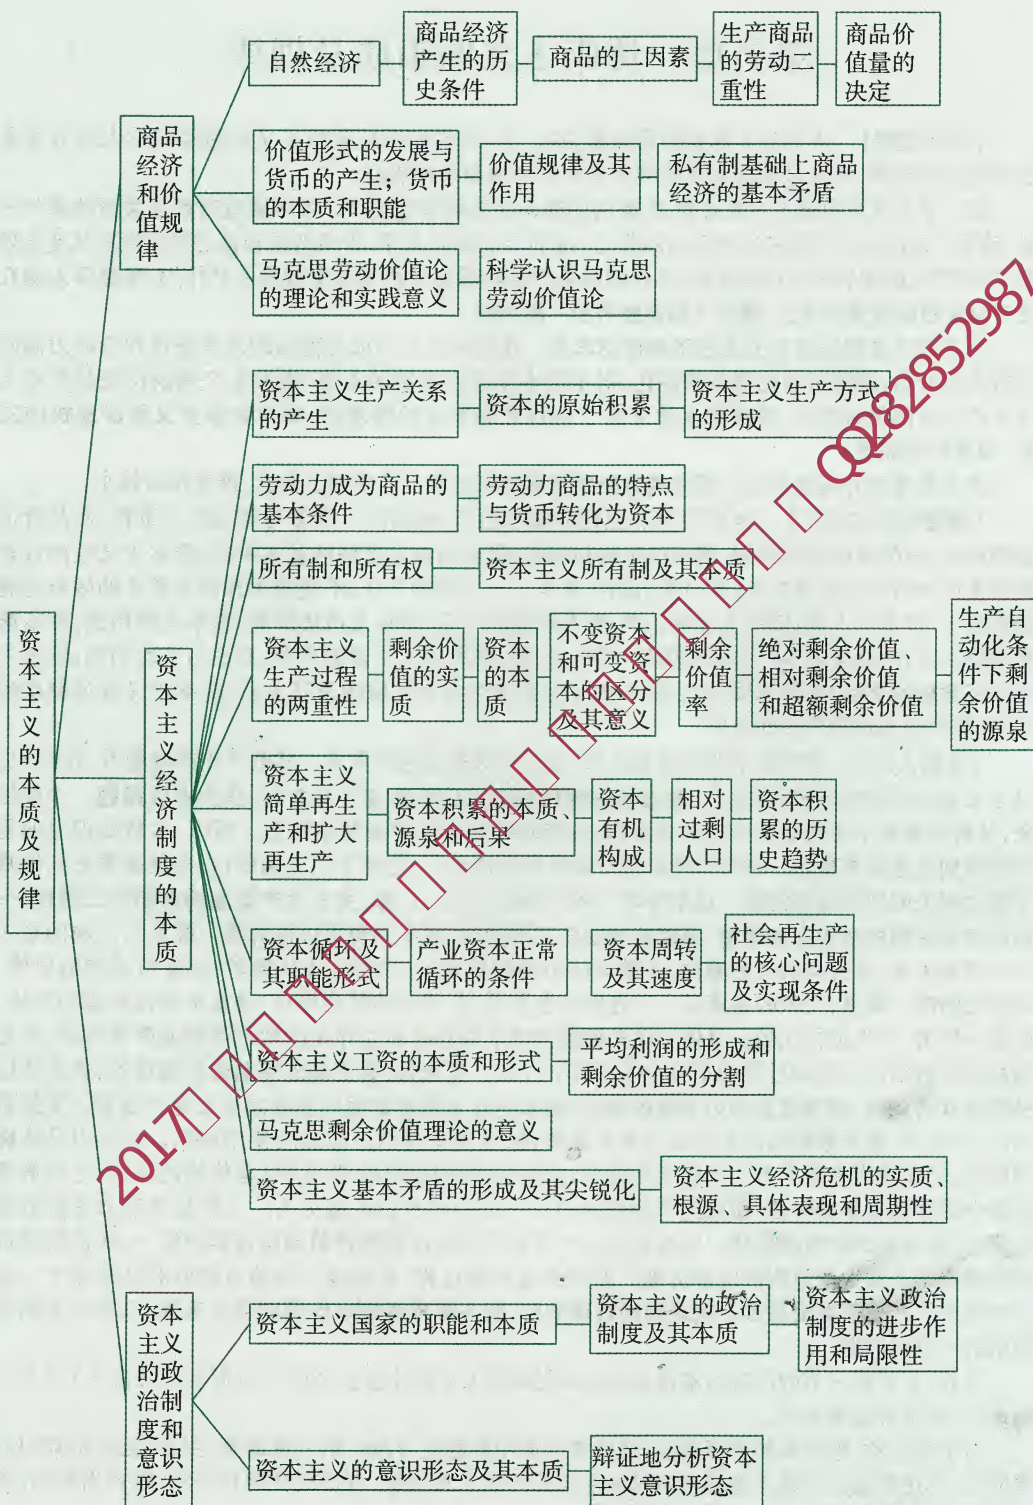 自然经济
商品经济
产生的历
史条件
商品的二因素
生产商品
的劳动二
重性
商品价
值量的
决定
商品
经济
和价
值规
律
价值形式的发展与
货币的产生；货币
的本质和职能
价值规律及其
作用
私有制基础上商品
经济的基本矛盾
马克思劳动价值论
的理论和实践意义
科学认识马克思
劳动价值论
资本主义的本质及规律
资本主义经济制度的本质
资本主义生产关系
的产生
资本的原始积累
资本主义生产方式
的形成
劳动力成为商品的
基本条件
劳动力商品的特点
与货币转化为资本
所有制和所有权
资本主义所有制及其本质
资本主义
生产过程
的两重性
剩余价
值的实
质
资本
的本
质
不变资本
和可变资
本的区分
及其意义
剩余
价值
率
绝对剩余价值、
相对剩余价值
和超额剩余价值
生产自
动化条
件下剩
余价值
的源泉
资本主义
简单再生
产和扩大
再生产
资本积累的本质、
源泉和后果
资本
有机
构成
相对
过剩
人口
资本积
累的历
史趋势
资本循环及
其职能形式
产业资本正常
循环的条件
资本周转
及其速度
社会再生产
的核心问题
及实现条件
资本主义工资的本质和形式
平均利润的形成和
剩余价值的分割
马克思剩余价值理论的意义
资本主义基本矛盾的形成及其尖锐化
资本主义经济危机的实质、
根源、具体表现和周期性
资本
主义
的政
治制
度和
意识
形态
资本主义国家的职能和本质
资本主义的政治
制度及其本质
资本主义政治
制度的进步作
用和局限性
资本主义的意识形态及其本质
辩证地分析资本
主义意识形态
2017 QQ2828852987